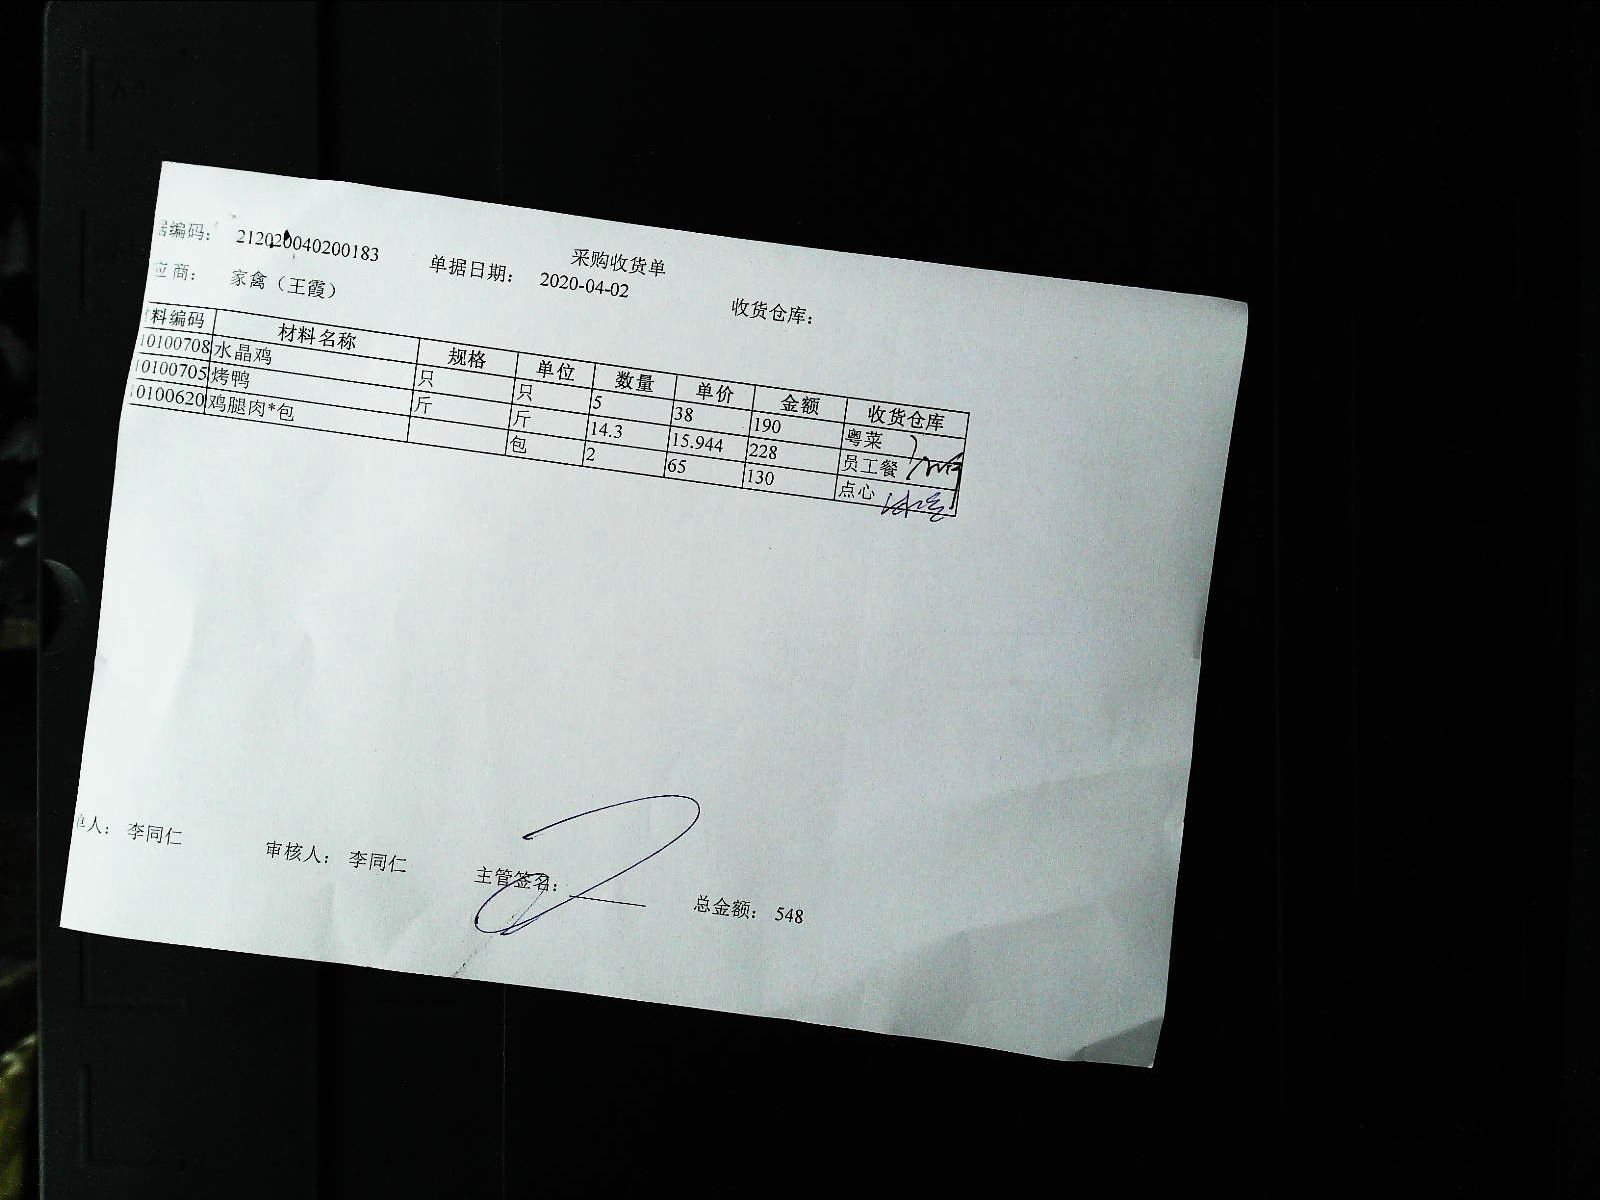 采购收货单
据编码： 212020040200183 单据日期： 2020-04-02 收货仓库：
应商： 家禽（王霞）
料编码 材料名称 规格 单位 数量 单价 金额 收货仓库
10100708 水晶鸡 只 只 5 38 190 粤菜
10100705 烤鸭 斤 斤 14.3 15.944 228 员工餐
10100620 鸡腿肉*包 包 2 65 130 点心
单人： 李同仁 审核人： 李同仁 主管签名： 总金额： 548